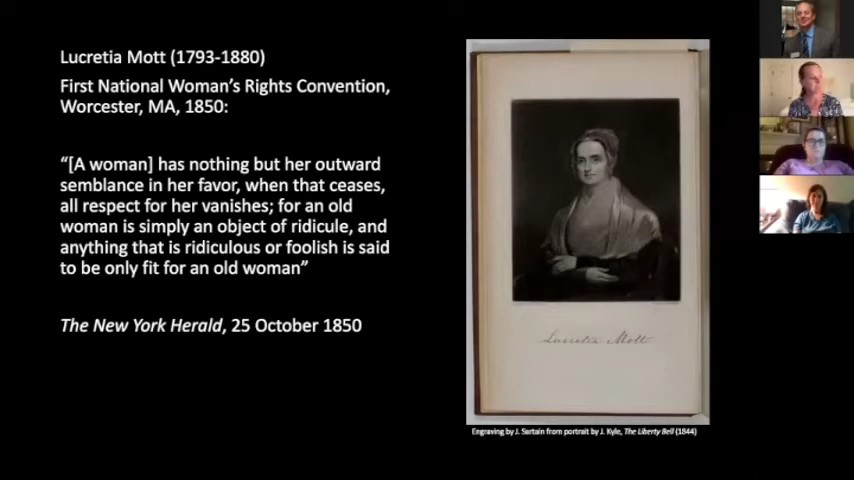 Lucretia Mott (1793-1880)
First National Woman's Rights Convention,
Worcester, MA, 1850:
“[A woman] has nothing but her outward
semblance in her favor, when that ceases,
all respect for her vanishes; for an old
woman is simply an object of ridicule, and
anything that is ridiculous or foolish is said
to be only fit for an old woman”
The New York Herald, 25 October 1850
Lucretia Mott
Engraving by J. Sartain from portrait by J. Kyle, The Liberty Bell (1844)